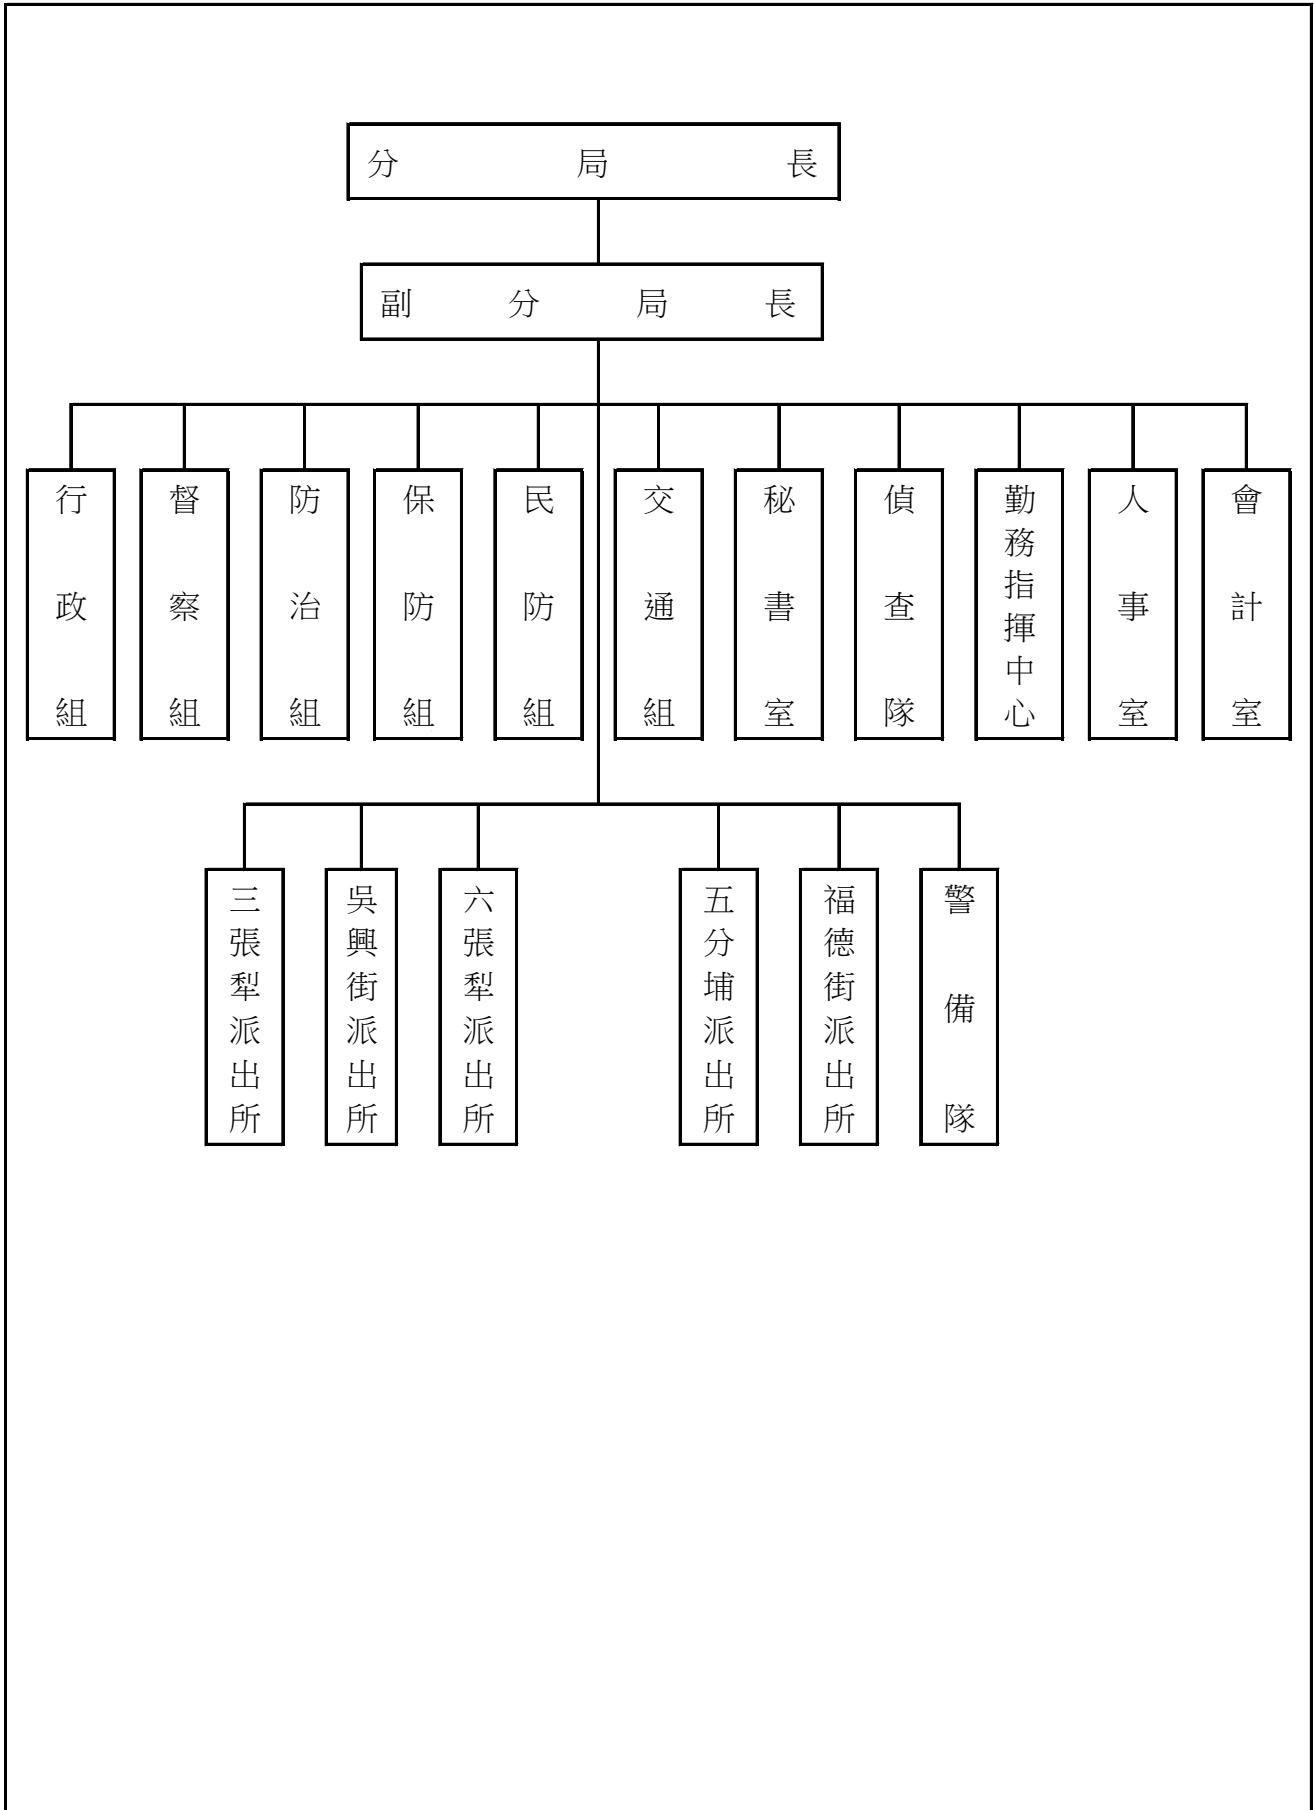 分局長
副分局長
行政組
督察組
防治組
保防組
民防組
交通組
秘書室
偵查隊
勤務指揮中心
人事室
會計室
三張犁派出所
吳興街派出所
六張犁派出所
五分埔派出所
福德街派出所
警備隊